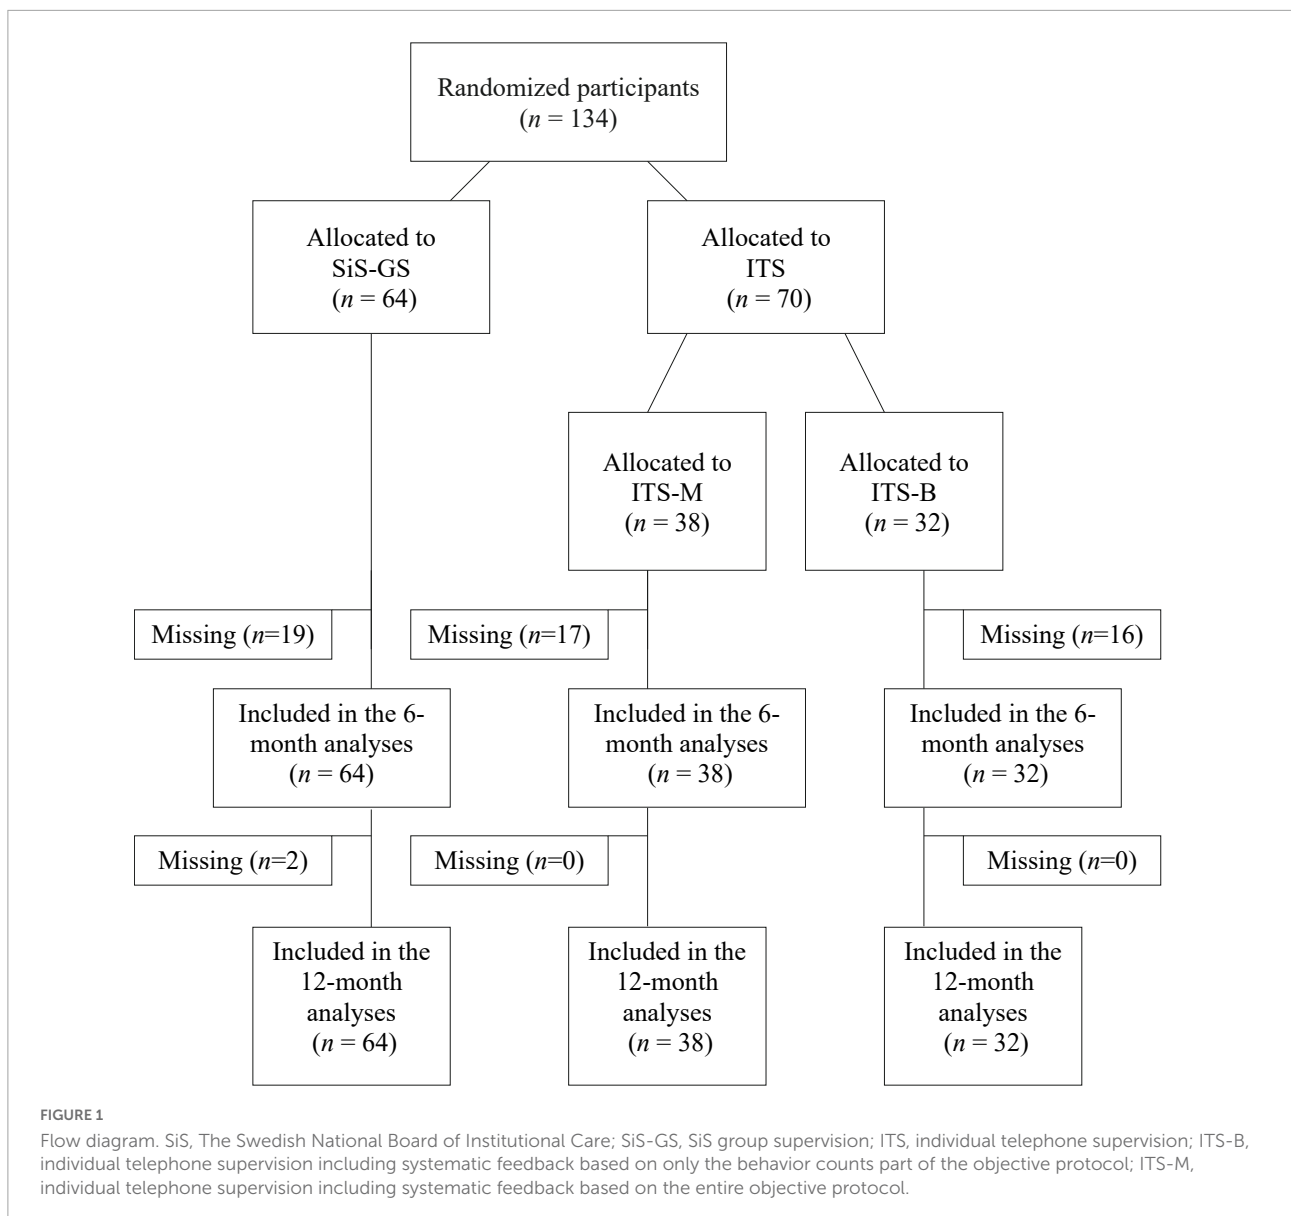 Randomized participants
(n = 134)
Allocated to
SiS-GS
(n = 64)
Allocated to
ITS
(n = 70)
Allocated to
ITS-M
(n = 38)
Allocated to
ITS-B
(n = 32)
Missing (n=19)
Missing (n=17)
Missing (n=16)
Included in the 6-
month analyses
(n = 64)
Included in the 6-
month analyses
(n = 38)
Included in the 6-
month analyses
(n = 32)
Missing (n=2)
Missing (n=0)
Missing (n=0)
Included in the
12-month
analyses
(n = 64)
Included in the
12-month
analyses
(n = 38)
Included in the
12-month
analyses
(n = 32)
FIGURE 1
Flow diagram. SiS, The Swedish National Board of Institutional Care; SiS-GS, SiS group supervision; ITS, individual telephone supervision; ITS-B,
individual telephone supervision including systematic feedback based on only the behavior counts part of the objective protocol; ITS-M,
individual telephone supervision including systematic feedback based on the entire objective protocol.